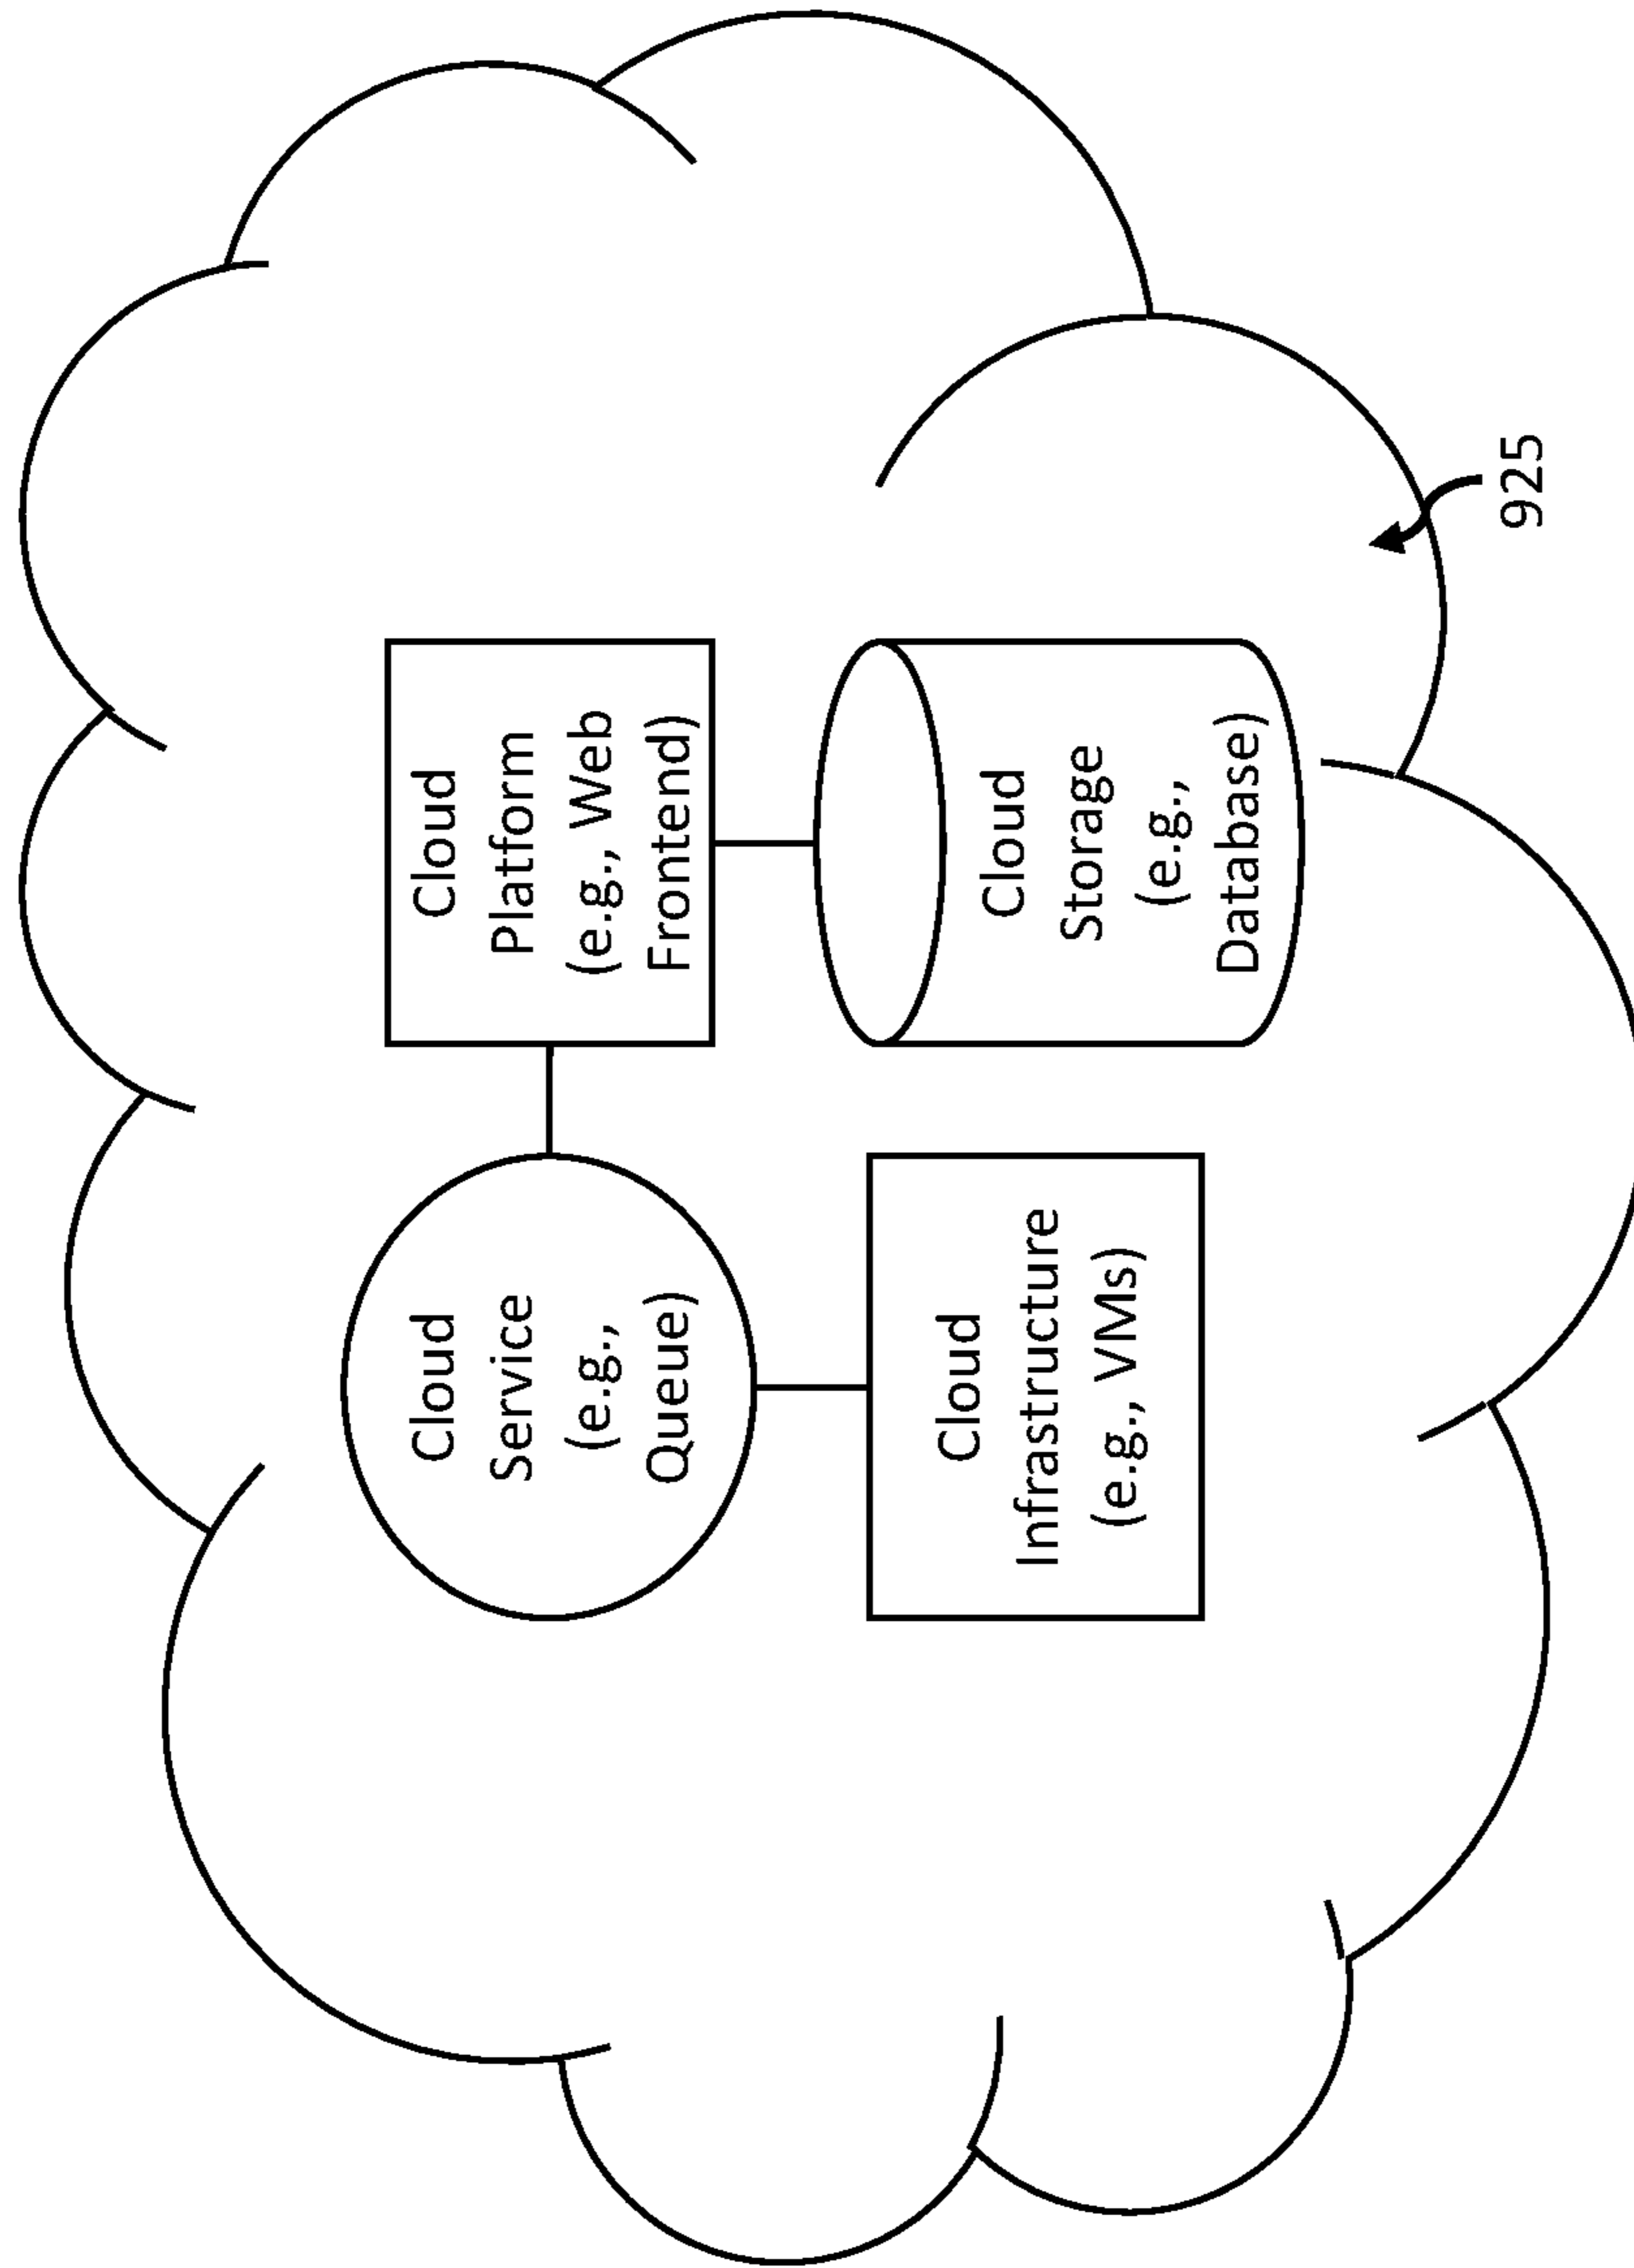 Cloud
Service
(e.g.,
Queue)
Cloud
Platform
(e.g., Web
Frontend)
Cloud
Infrastructure
(e.g., VMs)
Cloud
Storage
(e.g.,
Database)
925